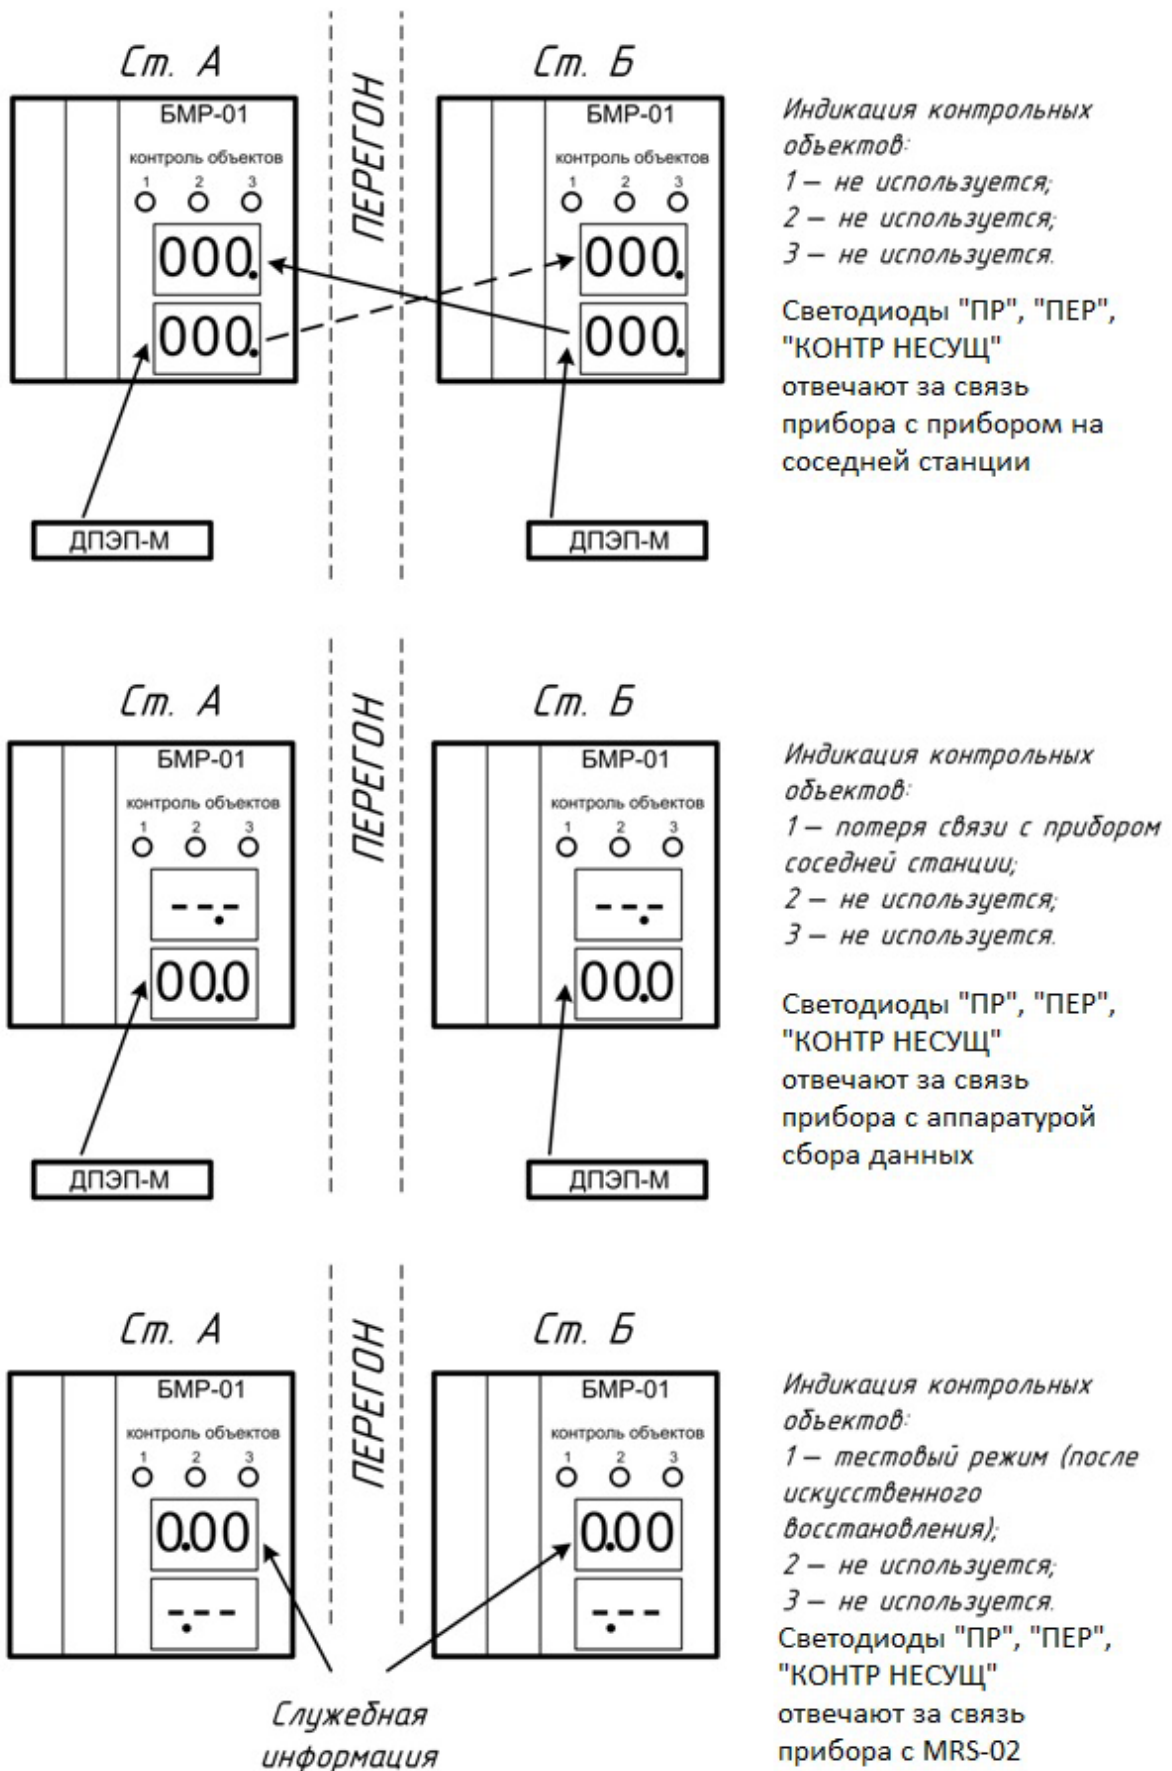 Ст. А
ПЕРЕГОН
Ст. Б
БМР-01
контроль объектов
1 2 3
000.
000.
БМР-01
контроль объектов
1 2 3
000.
000.
ДПЭП-М
ДПЭП-М
Индикация контрольных
объектов:
1 – не используется;
2 – не используется;
3 – не используется.
Светодиоды "ПР", "ПЕР",
"КОНТР НЕСУЩ"
отвечают за связь
прибора с прибором на
соседней станции
Ст. А
ПЕРЕГОН
Ст. Б
БМР-01
контроль объектов
1 2 3
---.
00.0
БМР-01
контроль объектов
1 2 3
---.
00.0
ДПЭП-М
ДПЭП-М
Индикация контрольных
объектов:
1 – потеря связи с прибором
соседней станции;
2 – не используется;
3 – не используется.
Светодиоды "ПР", "ПЕР",
"КОНТР НЕСУЩ"
отвечают за связь
прибора с аппаратурой
сбора данных
Ст. А
ПЕРЕГОН
Ст. Б
БМР-01
контроль объектов
1 2 3
0.00
-.--
БМР-01
контроль объектов
1 2 3
0.00
-.--
Служебная
информация
Индикация контрольных
объектов:
1 – тестовый режим (после
искусственного
восстановления);
2 – не используется;
3 – не используется.
Светодиоды "ПР", "ПЕР",
"КОНТР НЕСУЩ"
отвечают за связь
прибора с MRS-02